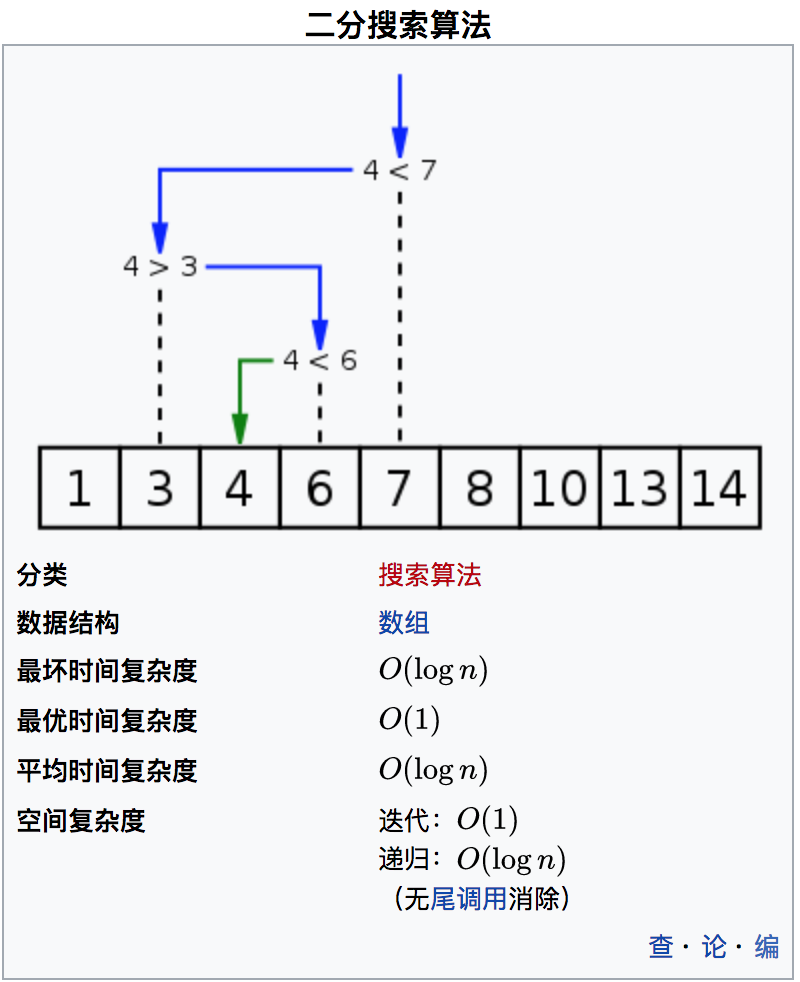 二分搜索算法
4 < 7
4 > 3
4 < 6
1 3 4 6 7 8 10 13 14
分类 搜索算法
数据结构 数组
最坏时间复杂度 O(log n)
最优时间复杂度 O(1)
平均时间复杂度 O(log n)
空间复杂度 迭代：O(1)
递归：O(log n)
（无尾调用消除）
查·论·编